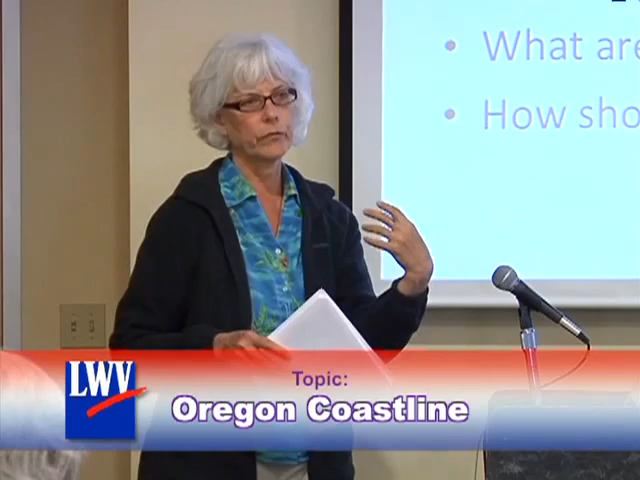 • What are
• How sho
LWV
Topic:
Oregon Coastline